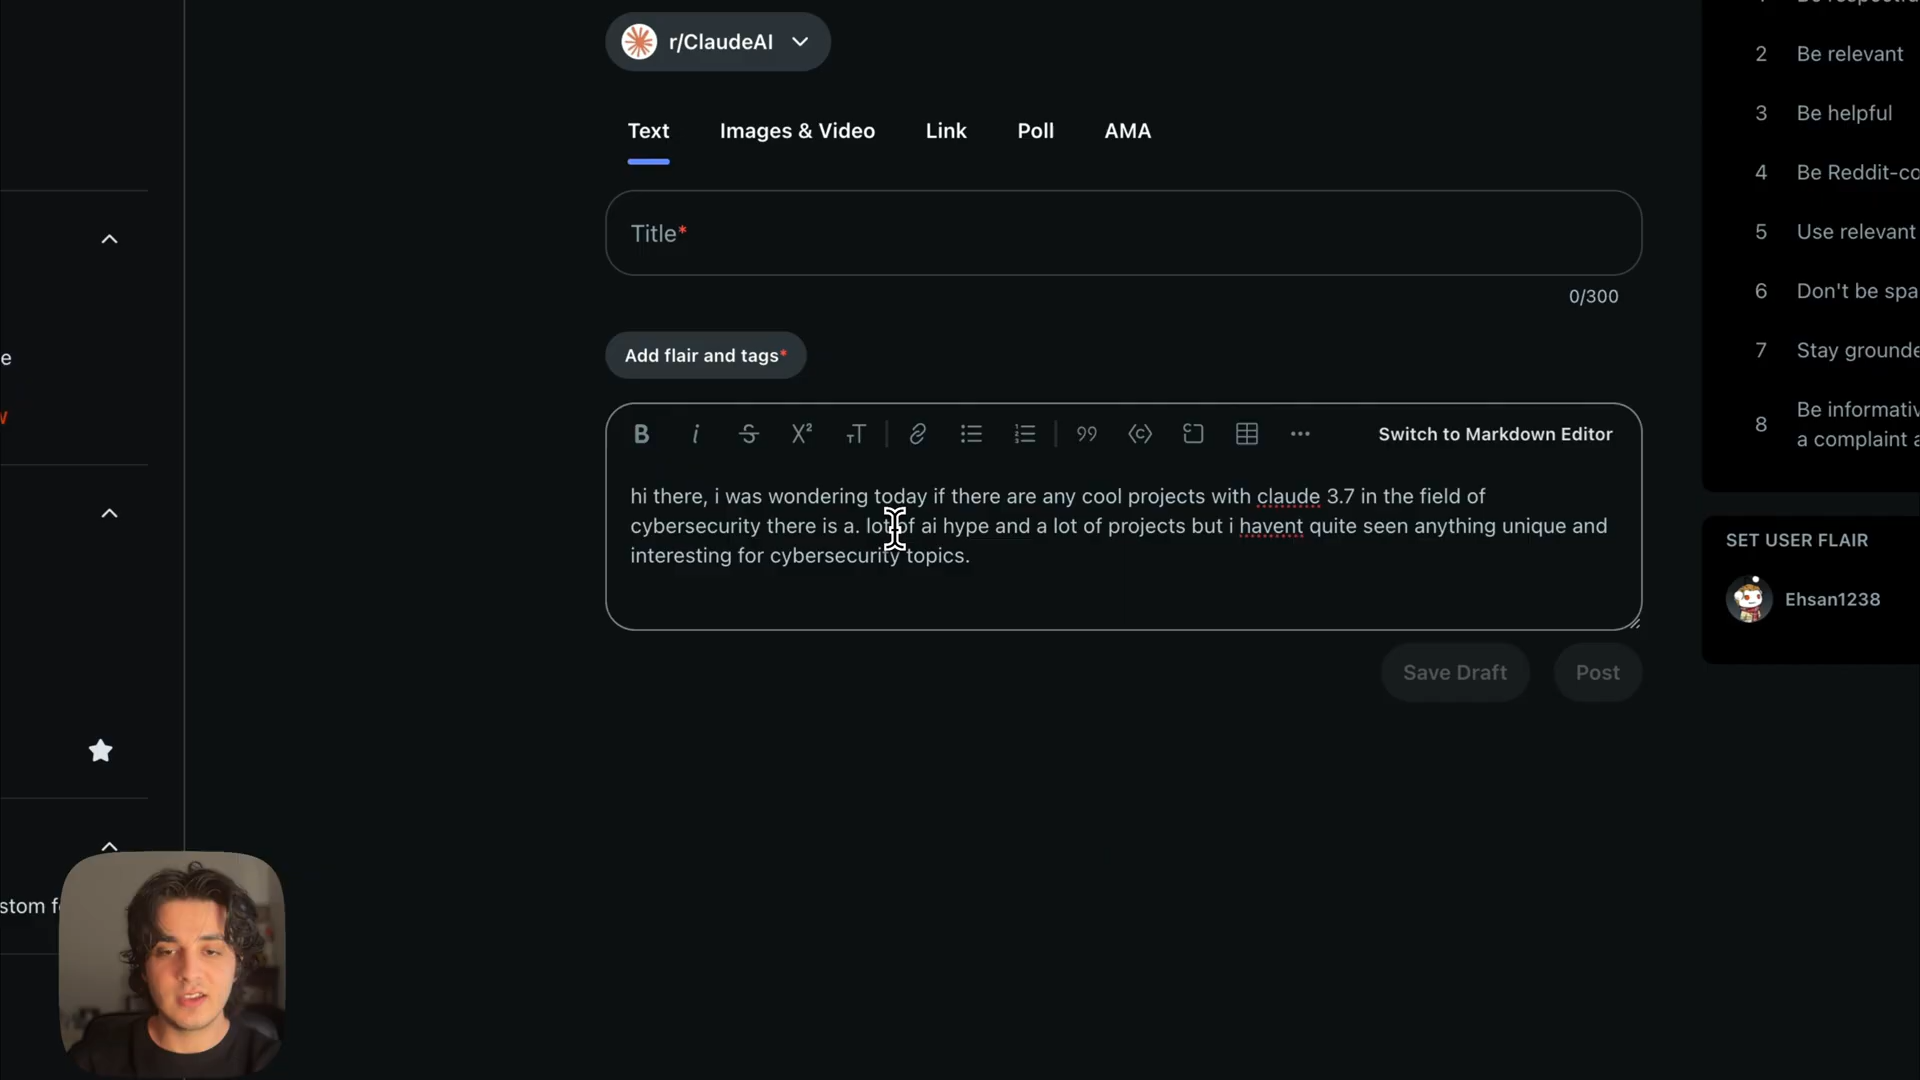 r/ClaudeAI
Text Images & Video Link Poll AMA
Title*
0/300
Add flair and tags*
Switch to Markdown Editor
hi there, i was wondering today if there are any cool projects with claude 3.7 in the field of
cybersecurity there is a. lot of ai hype and a lot of projects but i havent quite seen anything unique and
interesting for cybersecurity topics.
Save Draft Post
2 Be relevant
3 Be helpful
4 Be Reddit-co
5 Use relevant
6 Don't be spa
7 Stay grounde
8 Be informativ
a complaint a
SET USER FLAIR
Ehsan1238
e
stom f